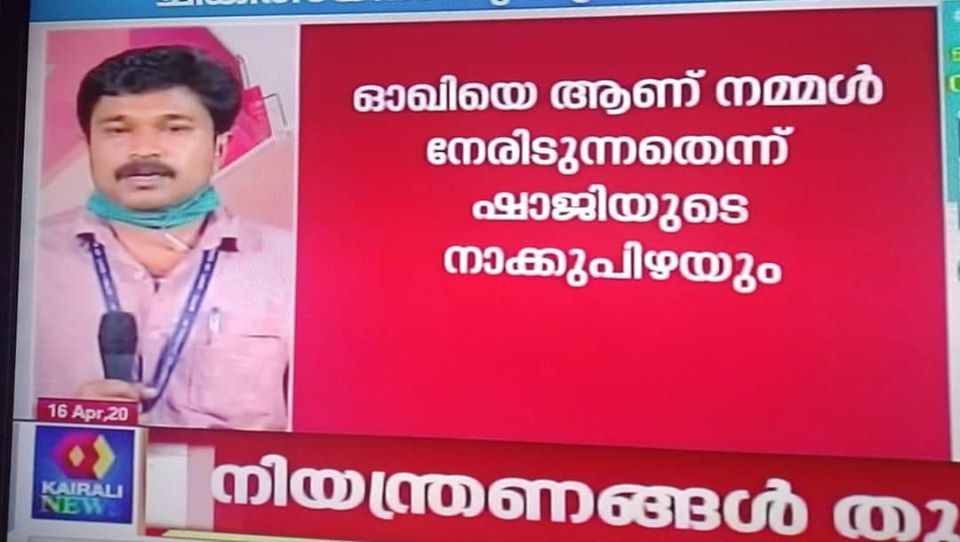 ഓഖിയെ ആണ് നമ്മൾ
നേരിടുന്നതെന്ന്
ഷാജിയുടെ
നാക്കുപിഴയും
16 Apr,20
KAIRALI
NEWS
നിയന്ത്രണങ്ങൾ തു